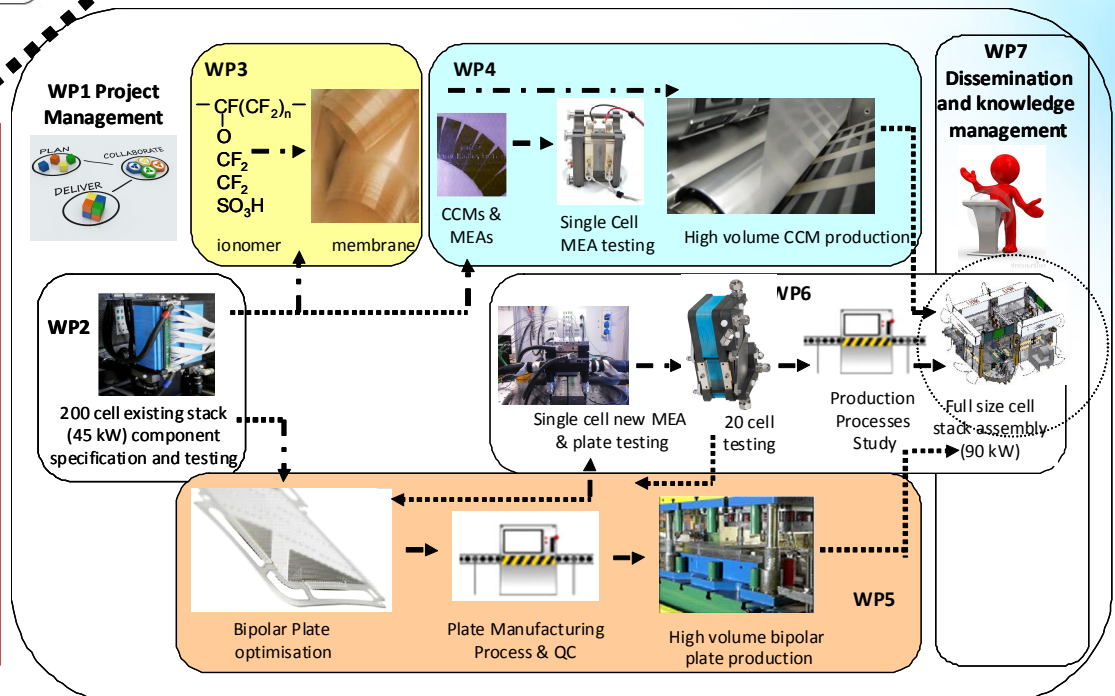 WP1 Project
Management
PLAN
COLLABORATE
DELIVER
WP3
—CF(CF₂)ₙ—
O
CF₂
CF₂
SO₃H
ionomer
membrane
WP4
CCMs &
MEAs
Single Cell
MEA testing
High volume CCM production
WP7
Dissemination
and knowledge
management
WP2
200 cell existing stack
(45 kW) component
specification and testing
WP6
Single cell new MEA
& plate testing
20 cell
testing
Production
Processes
Study
Full size cell
stack assembly
(90 kW)
Bipolar Plate
optimisation
Plate Manufacturing
Process & QC
High volume bipolar
plate production
WP5